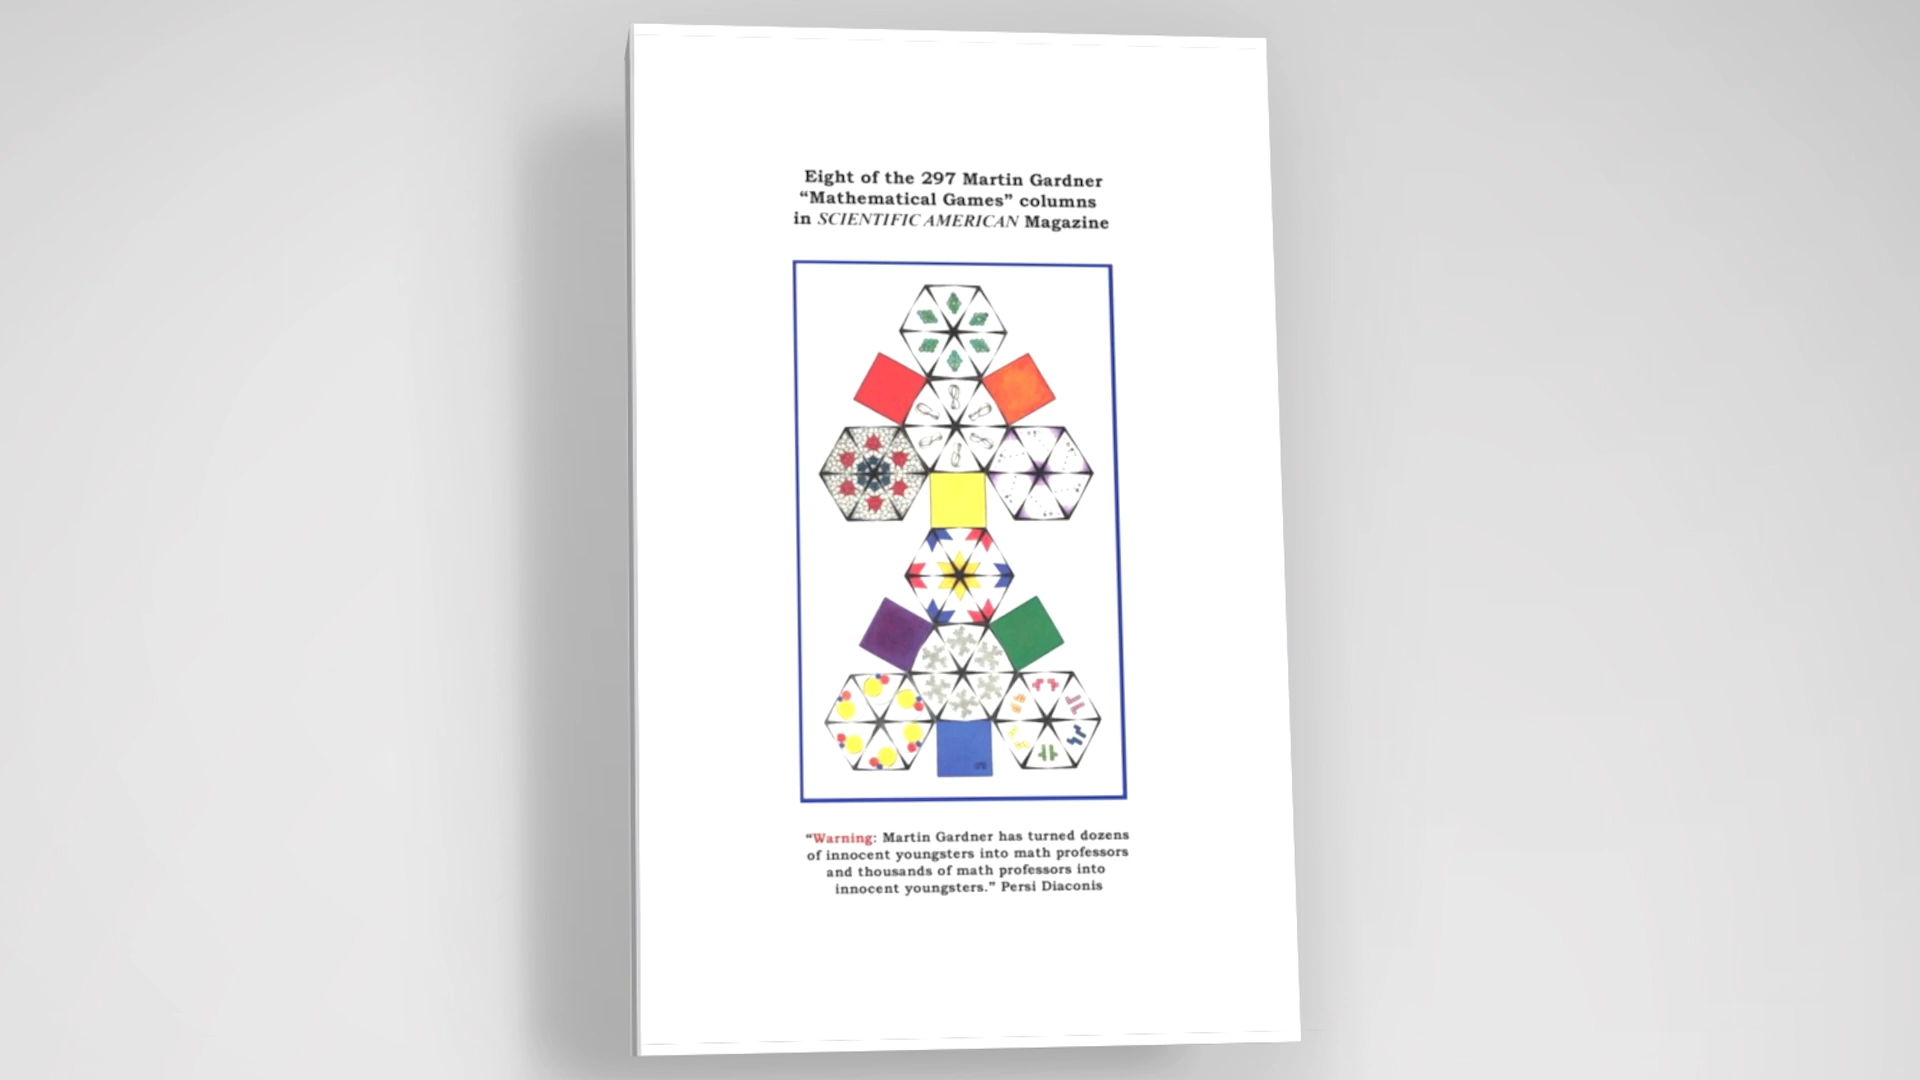 Eight of the 297 Martin Gardner
“Mathematical Games” columns
in SCIENTIFIC AMERICAN Magazine
“Warning: Martin Gardner has turned dozens
of innocent youngsters into math professors
and thousands of math professors into
innocent youngsters.” Persi Diaconis